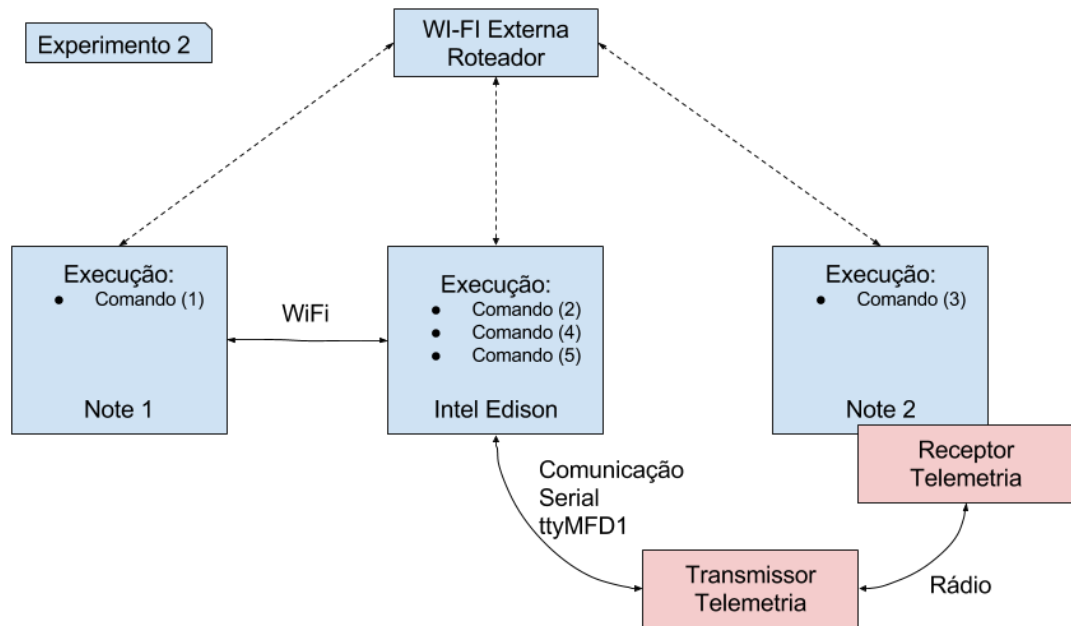 Experimento 2
WI-FI Externa
Roteador
Execução:
● Comando (1)
Note 1
WiFi
Execução:
● Comando (2)
● Comando (4)
● Comando (5)
Intel Edison
Execução:
● Comando (3)
Note 2
Receptor
Telemetria
Comunicação
Serial
ttyMFD1
Transmissor
Telemetria
Rádio